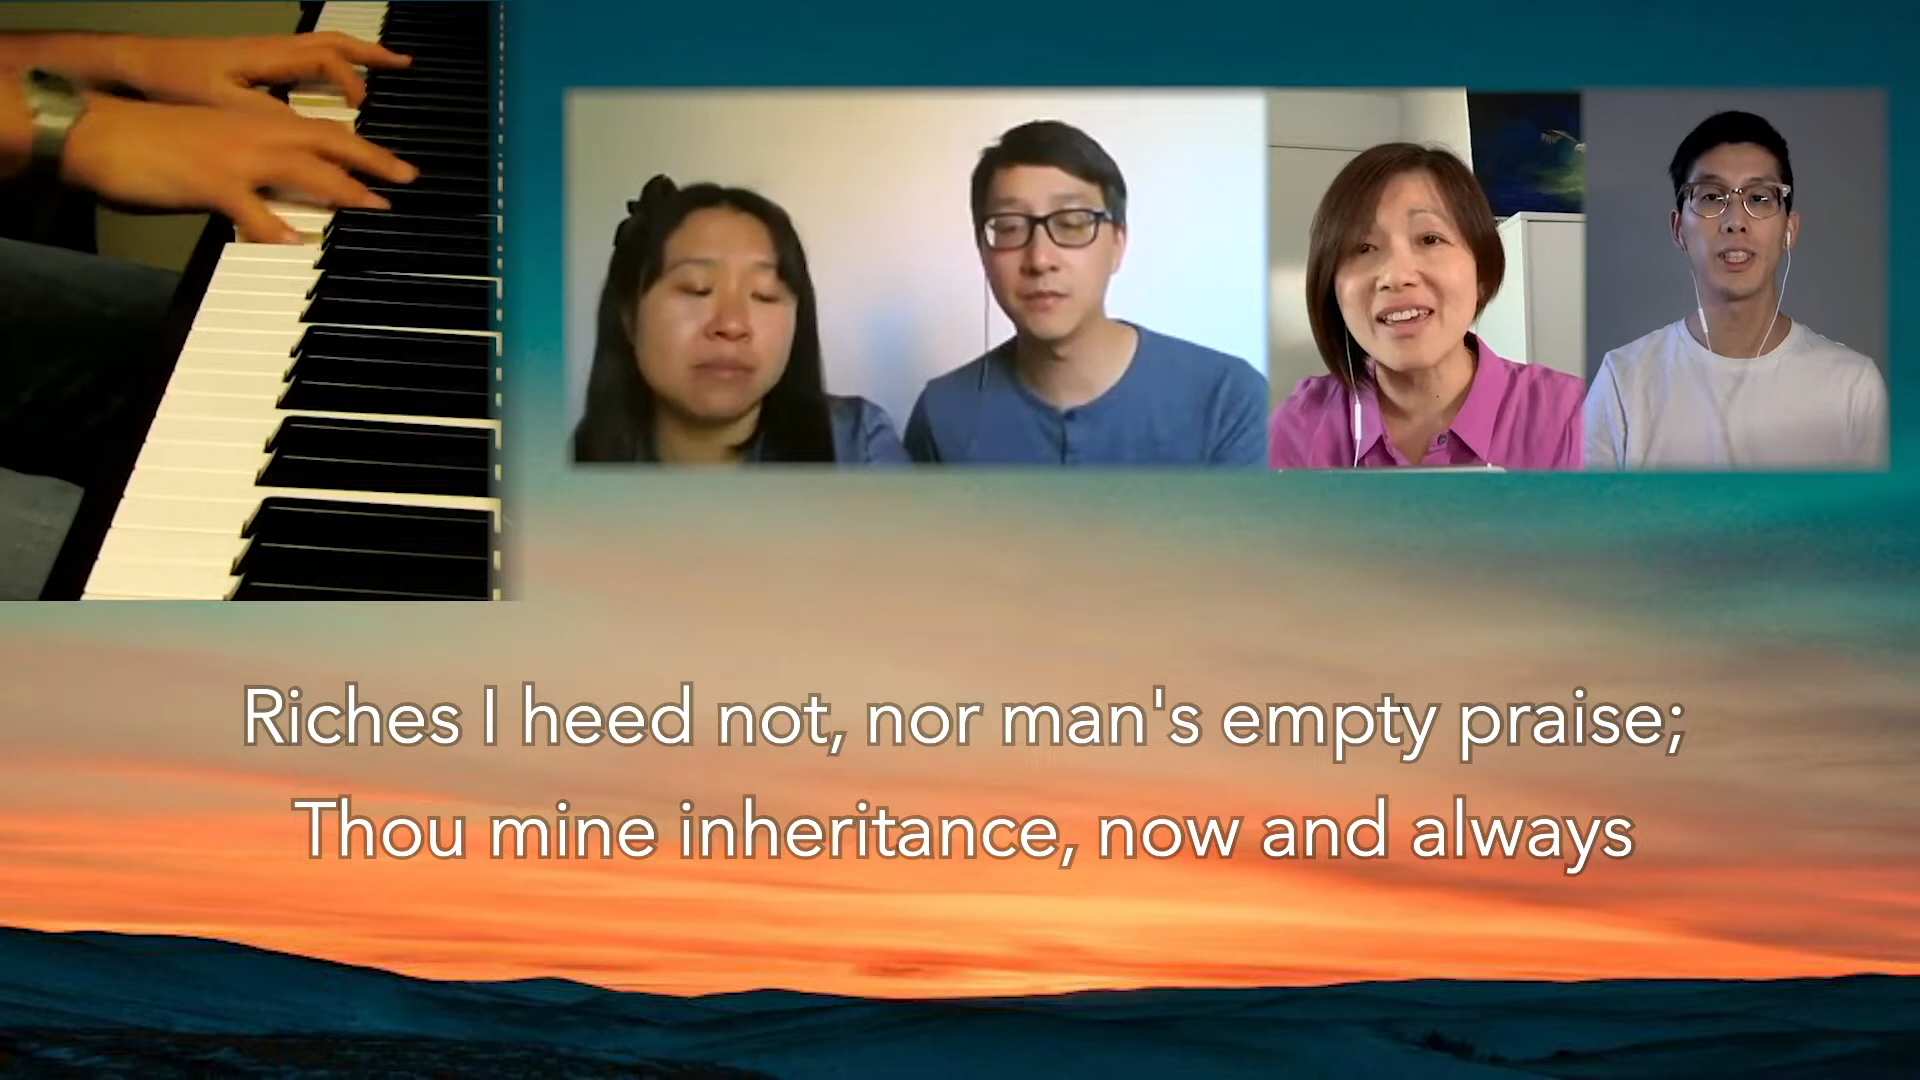 Riches I heed not, nor man's empty praise;
Thou mine inheritance, now and always